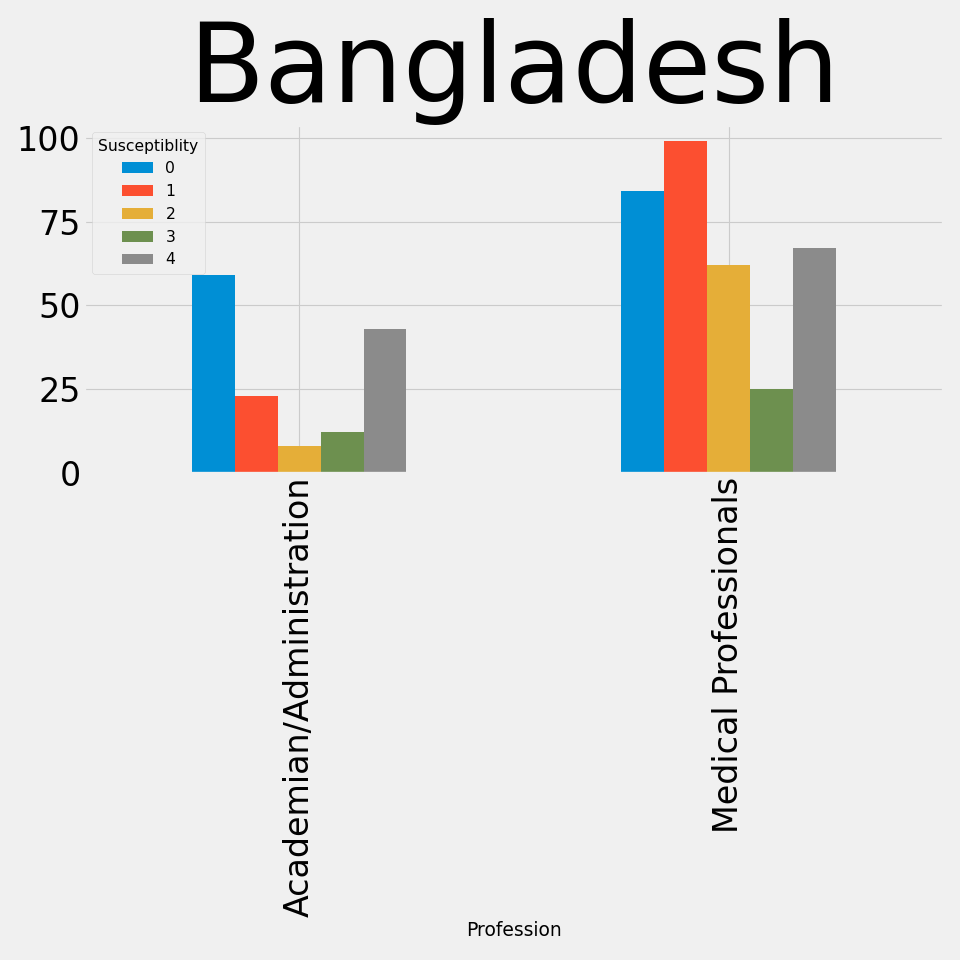 Bangladesh
100
75
50
25
0
Susceptiblity
0
1
2
3
4
Academian/Administration
Medical Professionals
Profession